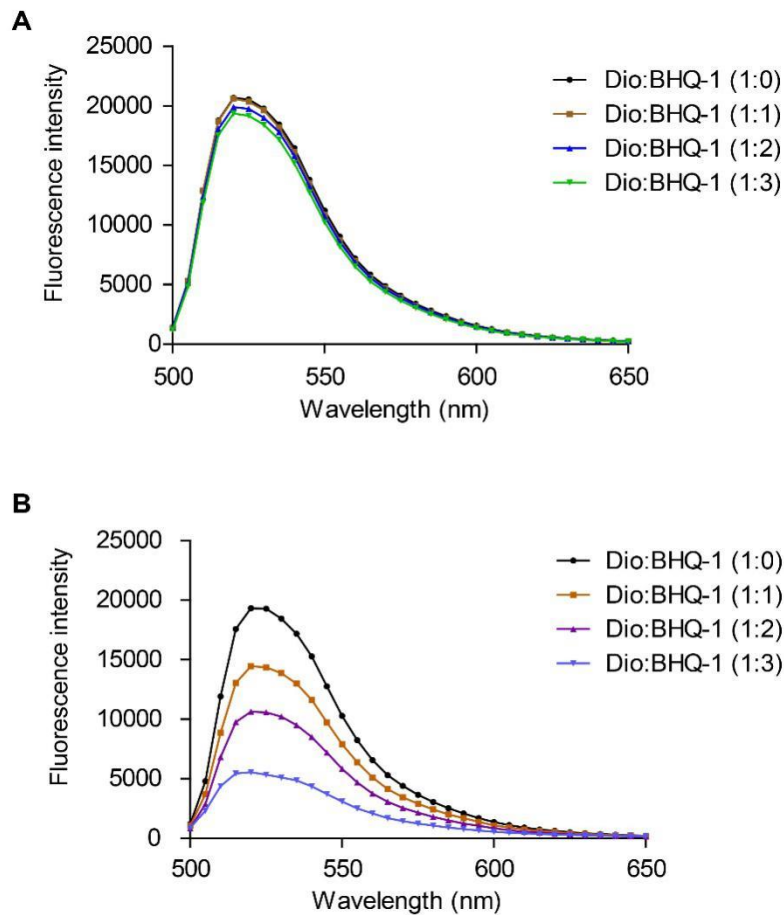 A
25000
20000
15000
10000
5000
0
Fluorescence intensity
500
550
600
650
Wavelength (nm)
Dio:BHQ-1 (1:0)
Dio:BHQ-1 (1:1)
Dio:BHQ-1 (1:2)
Dio:BHQ-1 (1:3)
B
25000
20000
15000
10000
5000
0
Fluorescence intensity
500
550
600
650
Wavelength (nm)
Dio:BHQ-1 (1:0)
Dio:BHQ-1 (1:1)
Dio:BHQ-1 (1:2)
Dio:BHQ-1 (1:3)